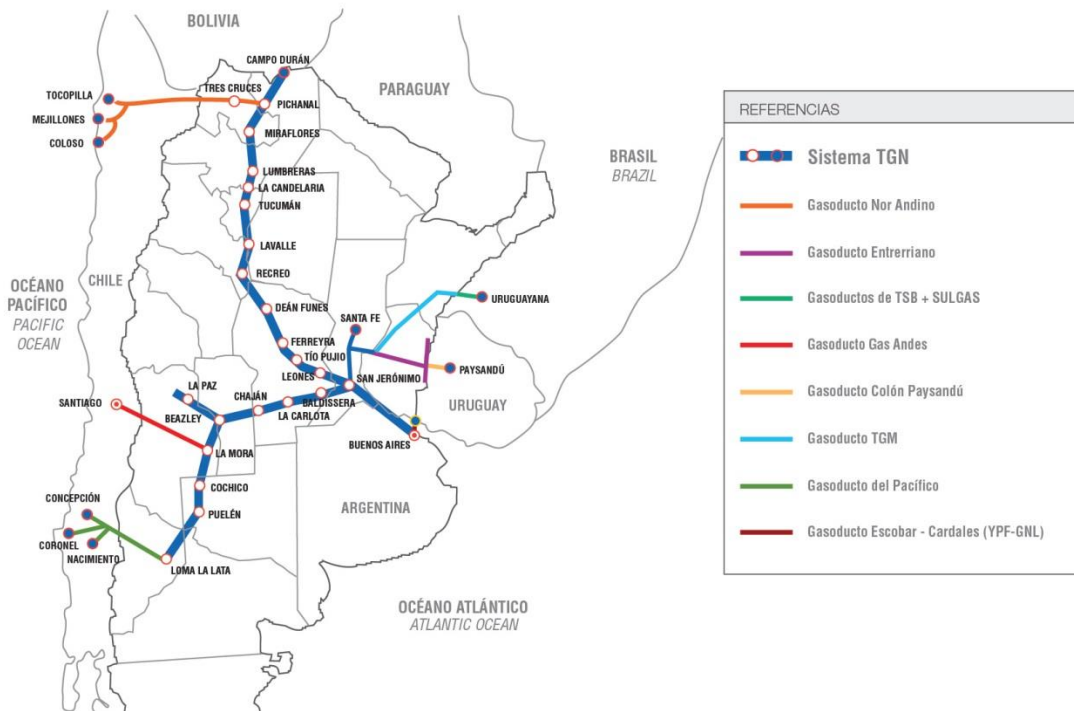 BOLIVIA
CAMPO DURÁN
TRES CRUCES
TOCOPILLA
PICHANAL
PARAGUAY
MEJILLONES
MIRAFLORES
COLOSO
BRASIL
BRAZIL
LUMBRERAS
LA CANDELARIA
TUCUMÁN
LAVALLE
RECREO
CHILE
OCÉANO
PACÍFICO
PACIFIC
OCEAN
URUGUAYANA
DEÁN FUNES
SANTA FE
FERREYRA
TÍO PUJIO
LEONES
SAN JERÓNIMO
PAYSANDÚ
LA PAZ
CHAJÁN
BALDISSERA
SANTIAGO
BEAZLEY
LA CARLOTA
URUGUAY
BUENOS AIRES
LA MORA
COCHICO
CONCEPCIÓN
PUELÉN
ARGENTINA
CORONEL
NACIMIENTO
LOMA LA LATA
OCÉANO ATLÁNTICO
ATLANTIC OCEAN
REFERENCIAS
Sistema TGN
Gasoducto Nor Andino
Gasoducto Entrerriano
Gasoductos de TSB + SULGAS
Gasoducto Gas Andes
Gasoducto Colón Paysandú
Gasoducto TGM
Gasoducto del Pacífico
Gasoducto Escobar - Cardales (YPF-GNL)